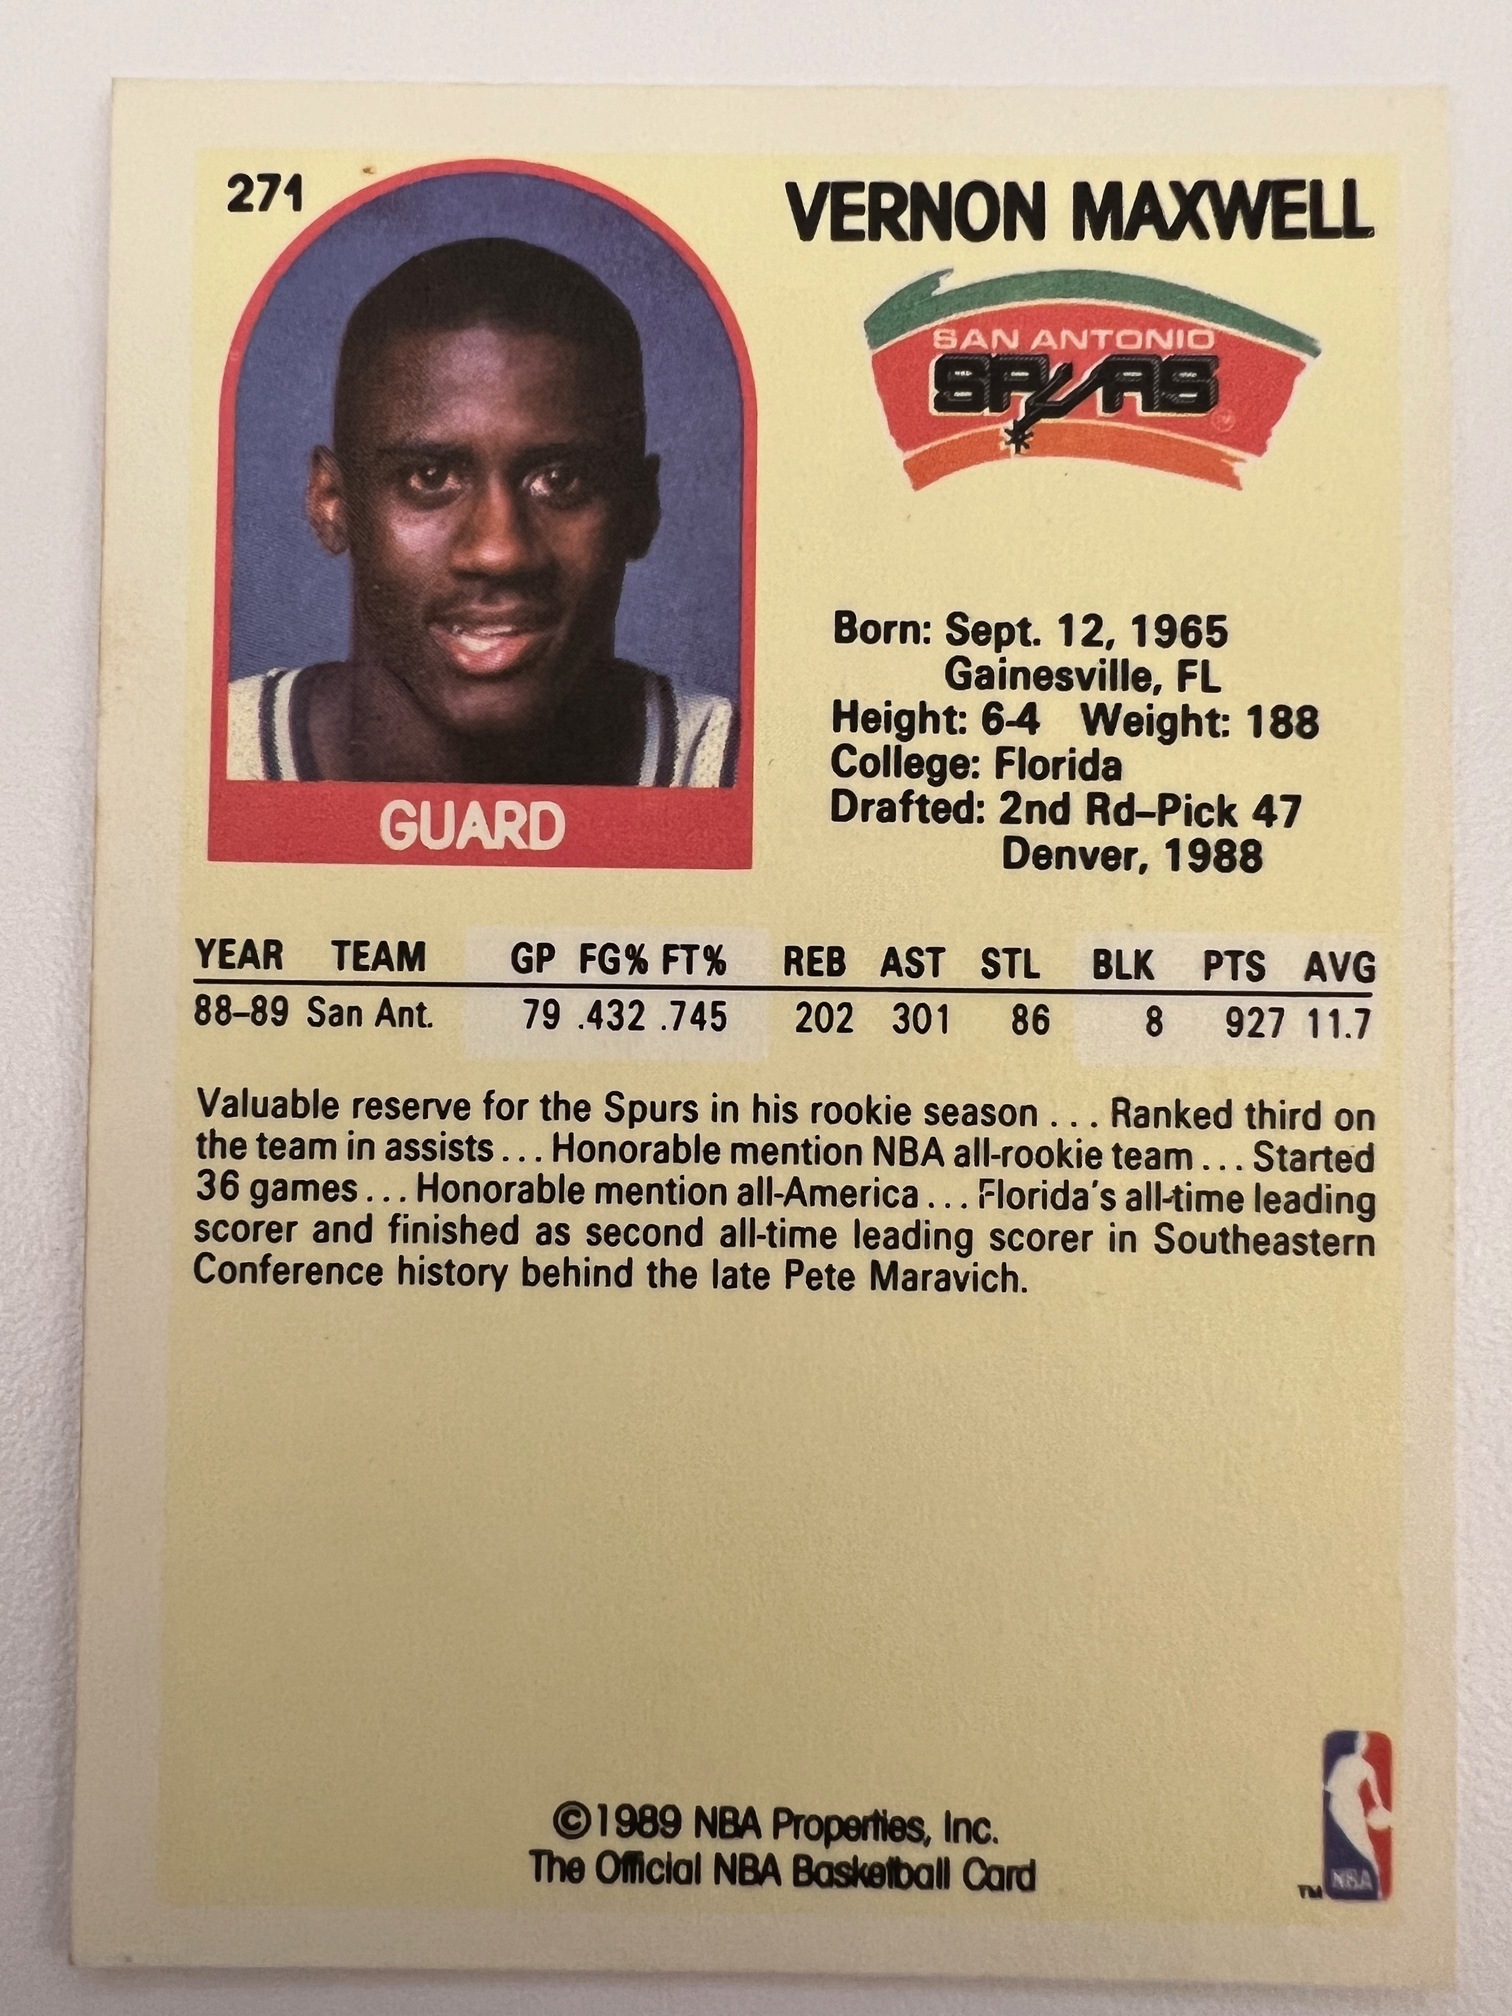 271
VERNON MAXWELL
SAN ANTONIO
SPURS
®
Born: Sept. 12, 1965
Gainesville, FL
Height: 6-4 Weight: 188
College: Florida
Drafted: 2nd Rd–Pick 47
Denver, 1988
GUARD
YEAR TEAM GP FG% FT% REB AST STL BLK PTS AVG
88–89 San Ant. 79 .432 .745 202 301 86 8 927 11.7
Valuable reserve for the Spurs in his rookie season . . . Ranked third on
the team in assists . . . Honorable mention NBA all-rookie team . . . Started
36 games . . . Honorable mention all-America . . . Florida's all-time leading
scorer and finished as second all-time leading scorer in Southeastern
Conference history behind the late Pete Maravich.
©1989 NBA Properties, Inc.
The Official NBA Basketball Card
TM NBA